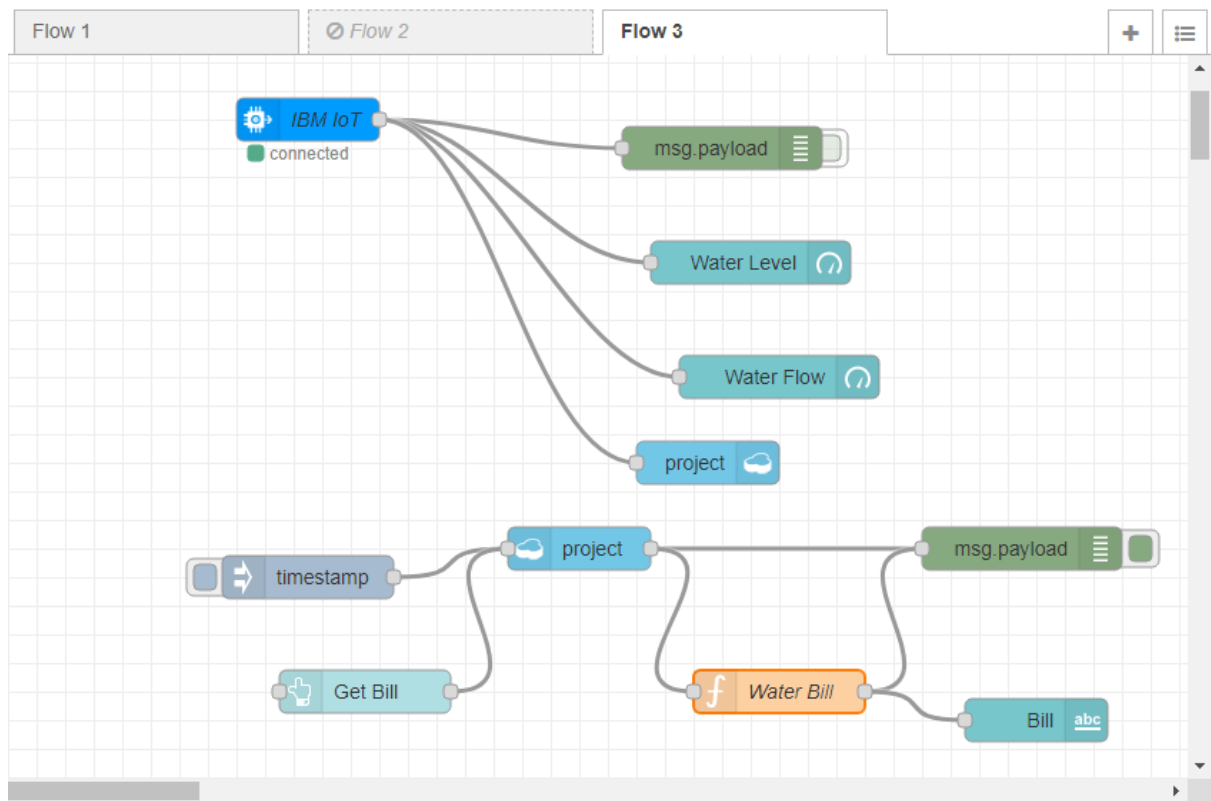 Flow 1
Flow 2
Flow 3
IBM IoT
connected
msg.payload
Water Level
Water Flow
project
project
msg.payload
timestamp
Get Bill
Water Bill
Bill
abc